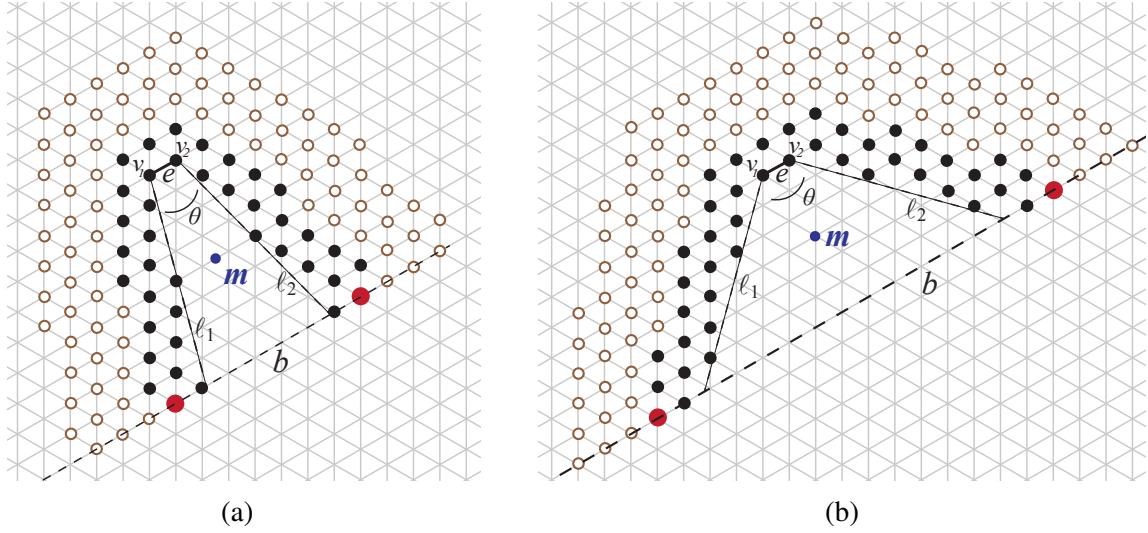 v₁ v₂
e
θ
m
ℓ₂
ℓ₁
b
(a)
v₁ v₂
e
θ
ℓ₂
m
ℓ₁
b
(b)